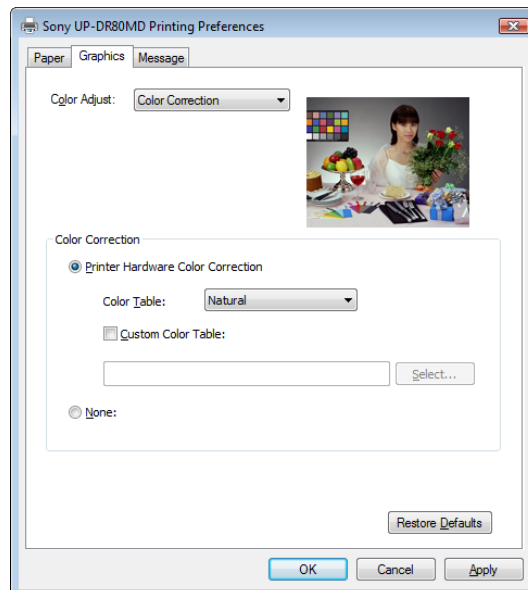 Sony UP-DR80MD Printing Preferences
Paper Graphics Message
Color Adjust: Color Correction
Color Correction
Printer Hardware Color Correction
Color Table: Natural
Custom Color Table:
Select...
None:
Restore Defaults
OK Cancel Apply